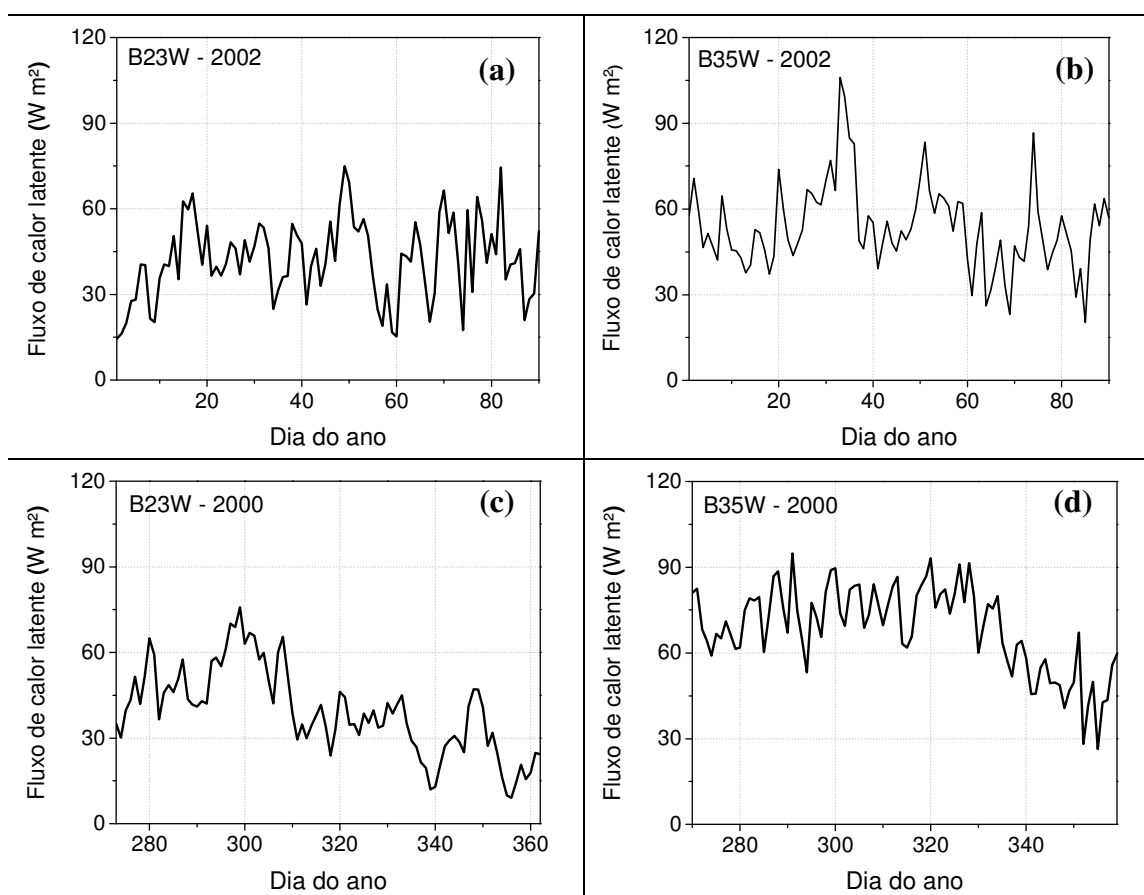 B23W - 2002
(a)
Fluxo de calor latente (W m²)
120
90
60
30
0
20
40
60
80
Dia do ano
B35W - 2002
(b)
Fluxo de calor latente (W m²)
120
90
60
30
0
20
40
60
80
Dia do ano
B23W - 2000
(c)
Fluxo de calor latente (W m²)
120
90
60
30
0
280
300
320
340
360
Dia do ano
B35W - 2000
(d)
Fluxo de calor latente (W m²)
120
90
60
30
0
280
300
320
340
Dia do ano